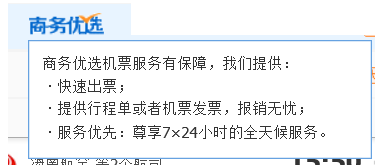 商务优选
商务优选机票服务有保障，我们提供：
· 快速出票；
· 提供行程单或者机票发票，报销无忧；
· 服务优先：尊享7×24小时的全天候服务。